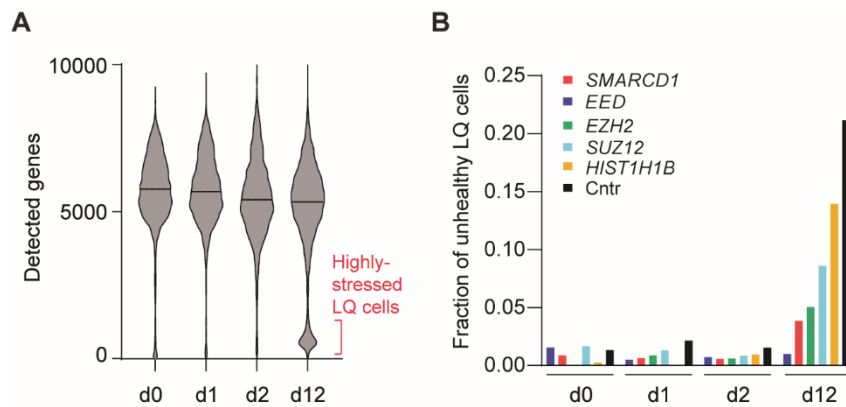 A
Detected genes
10000
5000
0
Highly-
stressed
LQ cells
d0 d1 d2 d12
B
Fraction of unhealthy LQ cells
0.25
0.20
0.15
0.10
0.05
0.00
SMARCD1
EED
EZH2
SUZ12
HIST1H1B
Cntr
d0 d1 d2 d12